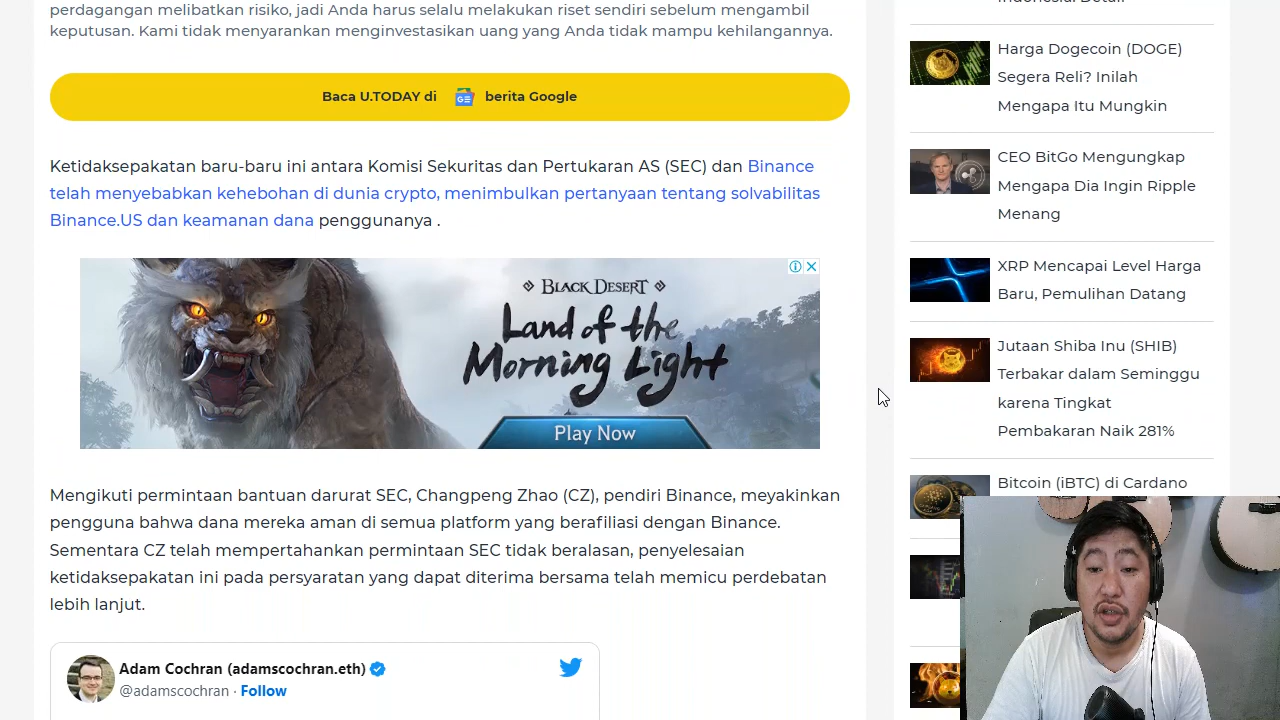 perdagangan melibatkan risiko, jadi Anda harus selalu melakukan riset sendiri sebelum mengambil
keputusan. Kami tidak menyarankan menginvestasikan uang yang Anda tidak mampu kehilangannya.
Baca U.TODAY di GE berita Google
Ketidaksepakatan baru-baru ini antara Komisi Sekuritas dan Pertukaran AS (SEC) dan Binance
telah menyebabkan kehebohan di dunia crypto, menimbulkan pertanyaan tentang solvabilitas
Binance.US dan keamanan dana penggunanya .
BLACK DESERT
Land of the
Morning Light
Play Now
Mengikuti permintaan bantuan darurat SEC, Changpeng Zhao (CZ), pendiri Binance, meyakinkan
pengguna bahwa dana mereka aman di semua platform yang berafiliasi dengan Binance.
Sementara CZ telah mempertahankan permintaan SEC tidak beralasan, penyelesaian
ketidaksepakatan ini pada persyaratan yang dapat diterima bersama telah memicu perdebatan
lebih lanjut.
Adam Cochran (adamscochran.eth)
@adamscochran · Follow
Harga Dogecoin (DOGE)
Segera Reli? Inilah
Mengapa Itu Mungkin
CEO BitGo Mengungkap
Mengapa Dia Ingin Ripple
Menang
XRP Mencapai Level Harga
Baru, Pemulihan Datang
Jutaan Shiba Inu (SHIB)
Terbakar dalam Seminggu
karena Tingkat
Pembakaran Naik 281%
Bitcoin (iBTC) di Cardano